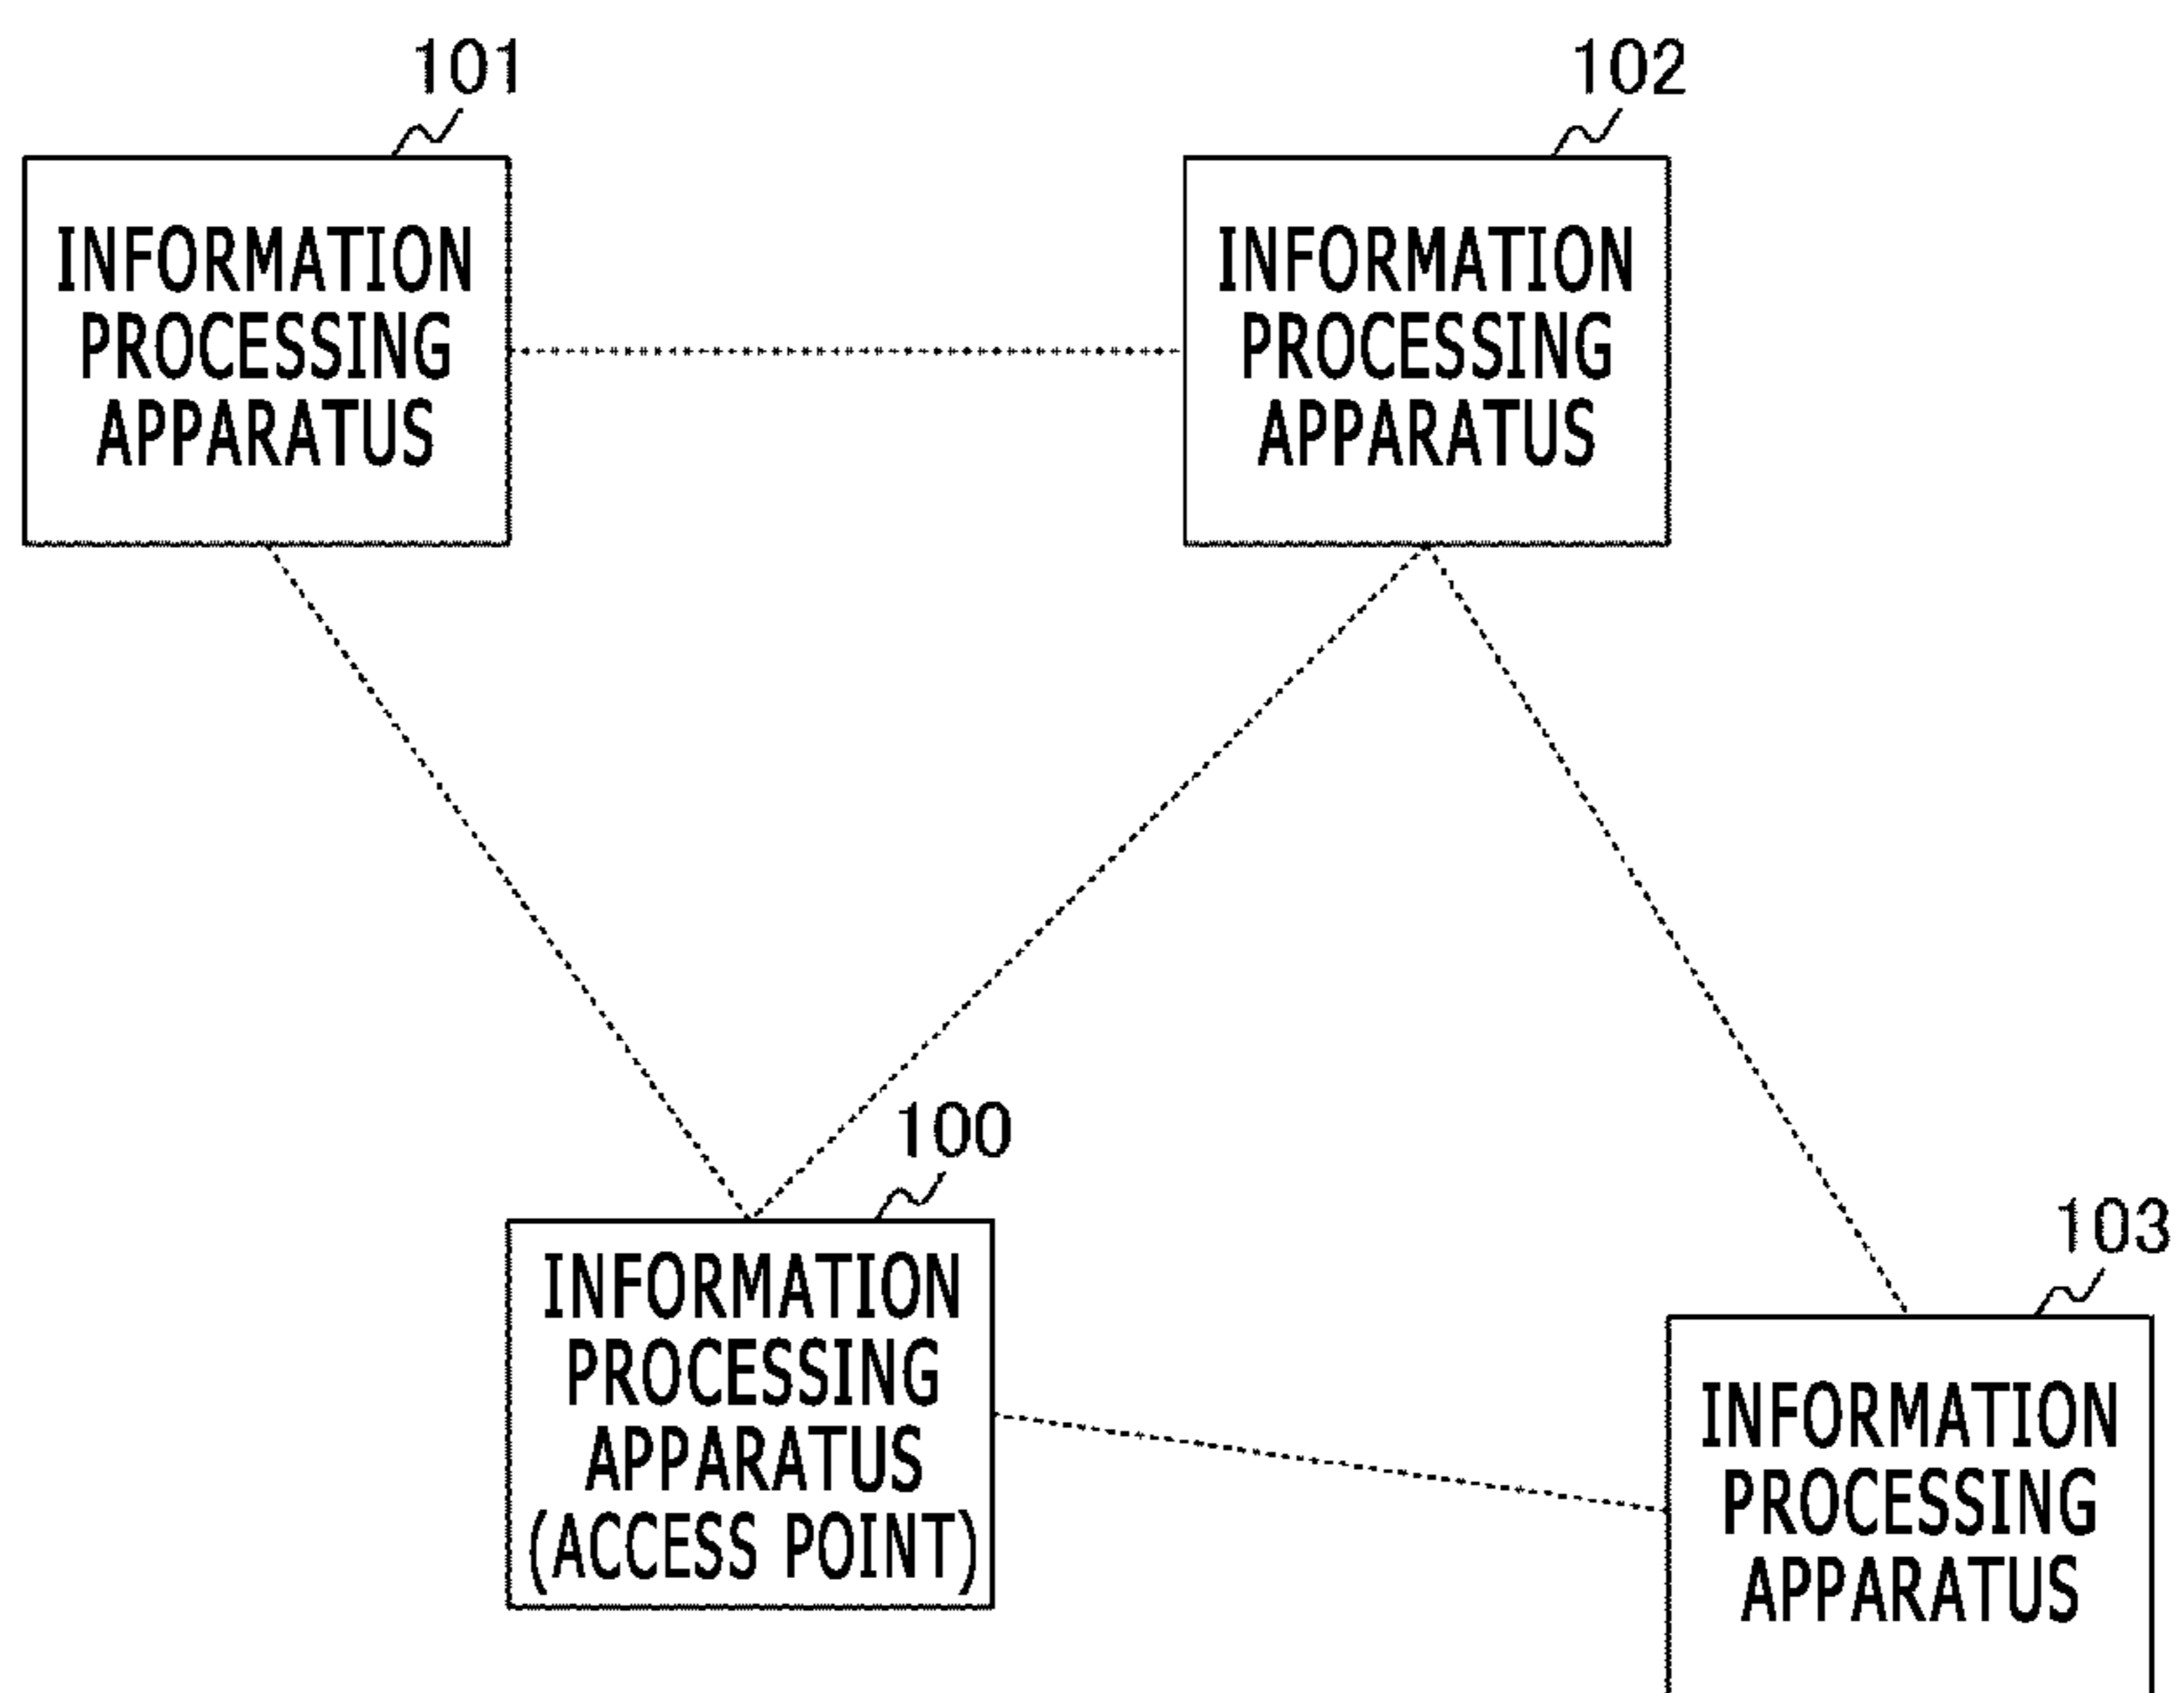 101
INFORMATION
PROCESSING
APPARATUS
102
INFORMATION
PROCESSING
APPARATUS
100
INFORMATION
PROCESSING
APPARATUS
(ACCESS POINT)
103
INFORMATION
PROCESSING
APPARATUS